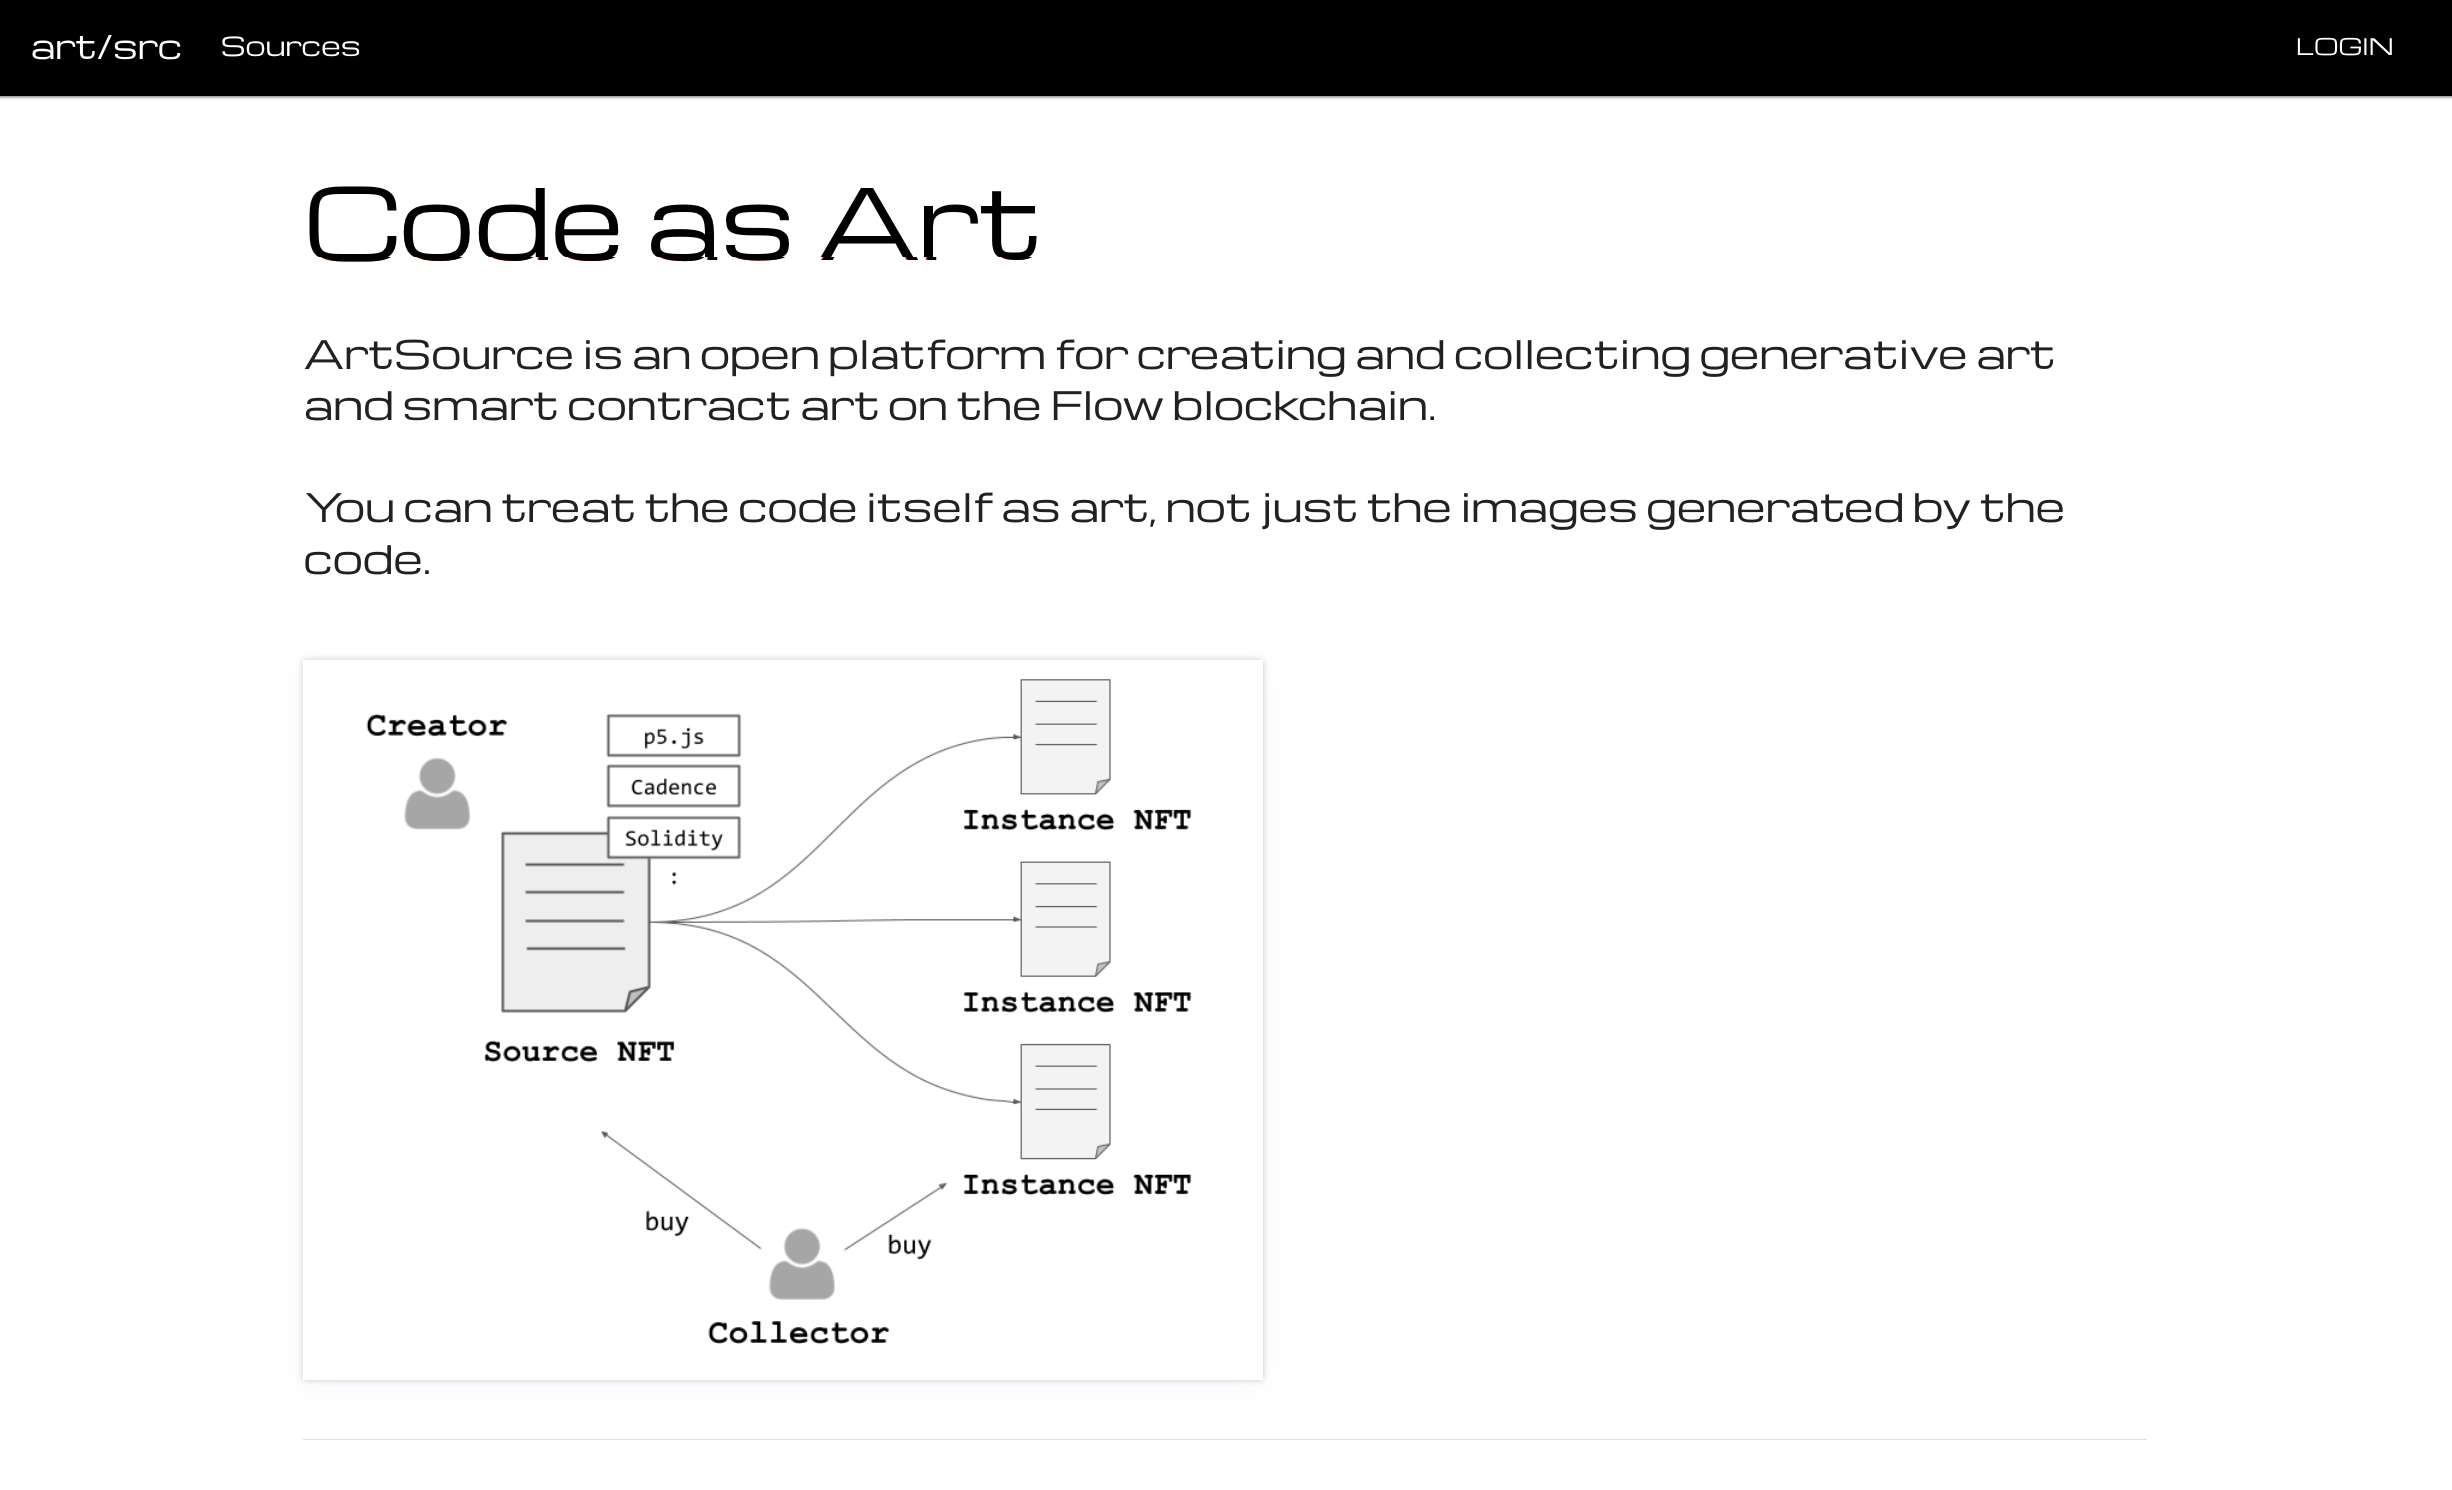 art/src Sources LOGIN
Code as Art
ArtSource is an open platform for creating and collecting generative art
and smart contract art on the Flow blockchain.
You can treat the code itself as art, not just the images generated by the
code.
Creator
p5.js
Cadence
Solidity
:
Source NFT
Instance NFT
Instance NFT
Instance NFT
buy
buy
Collector